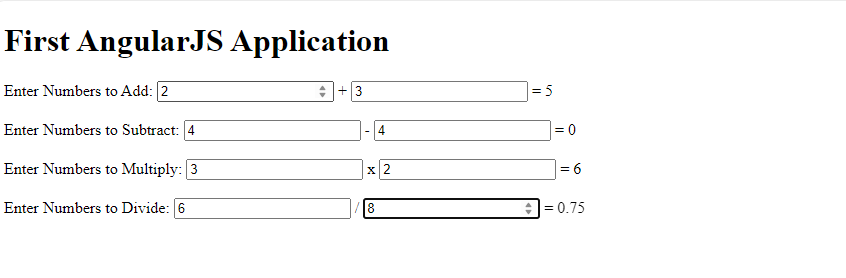 First AngularJS Application
Enter Numbers to Add: 2 + 3 = 5
Enter Numbers to Subtract: 4 - 4 = 0
Enter Numbers to Multiply: 3 x 2 = 6
Enter Numbers to Divide: 6 / 8 = 0.75